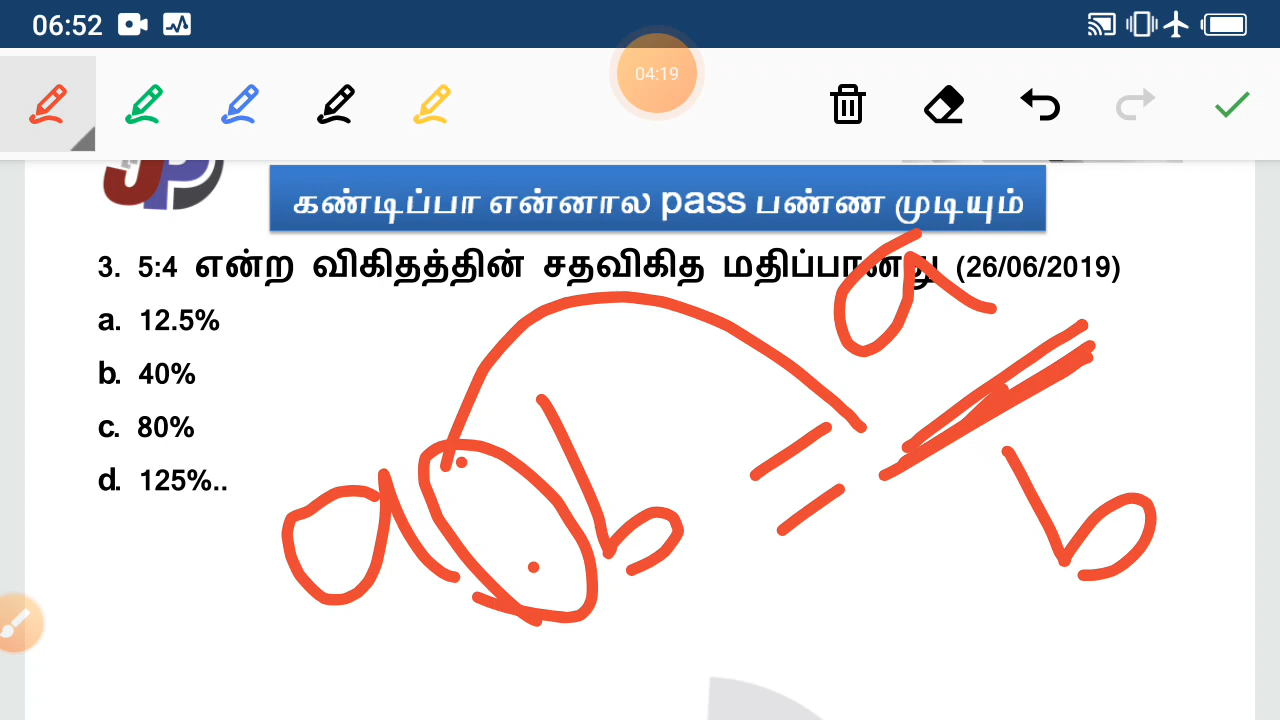 06:52
04:19
JP
கண்டிப்பா என்னால pass பண்ண முடியும்
3. 5:4 என்ற விகிதத்தின் சதவிகித மதிப்பானது (26/06/2019)
a. 12.5%
b. 40%
c. 80%
d. 125%..
a : b = a / b